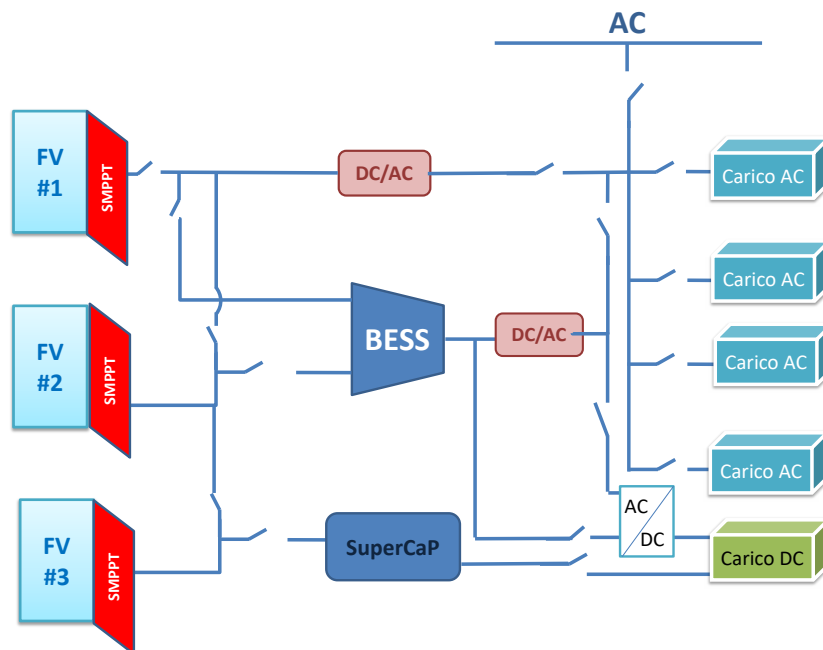 AC
FV
#1
SMPPT
DC/AC
Carico AC
Carico AC
FV
#2
SMPPT
BESS
DC/AC
Carico AC
Carico AC
FV
#3
SMPPT
SuperCaP
AC
DC
Carico DC